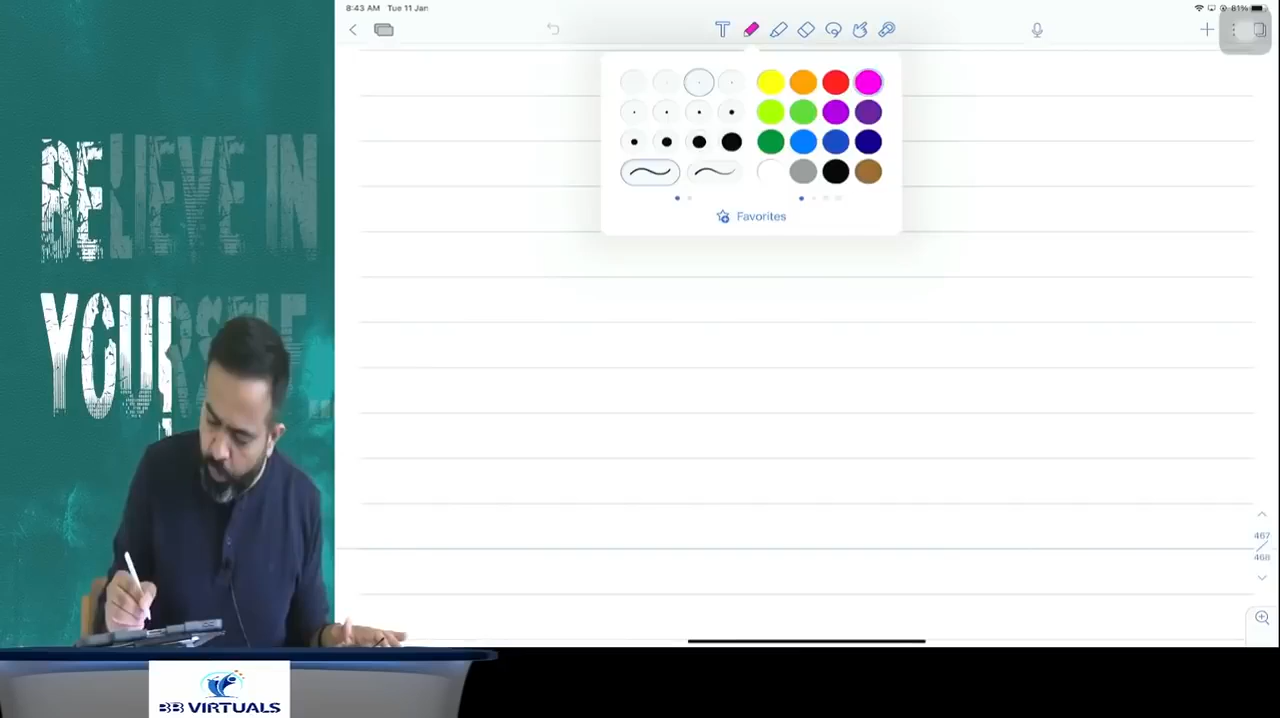 8:43 AM Tue 11 Jan
81%
T
Favorites
BELIEVE IN
YOURSELF...
467
468
BB VIRTUALS